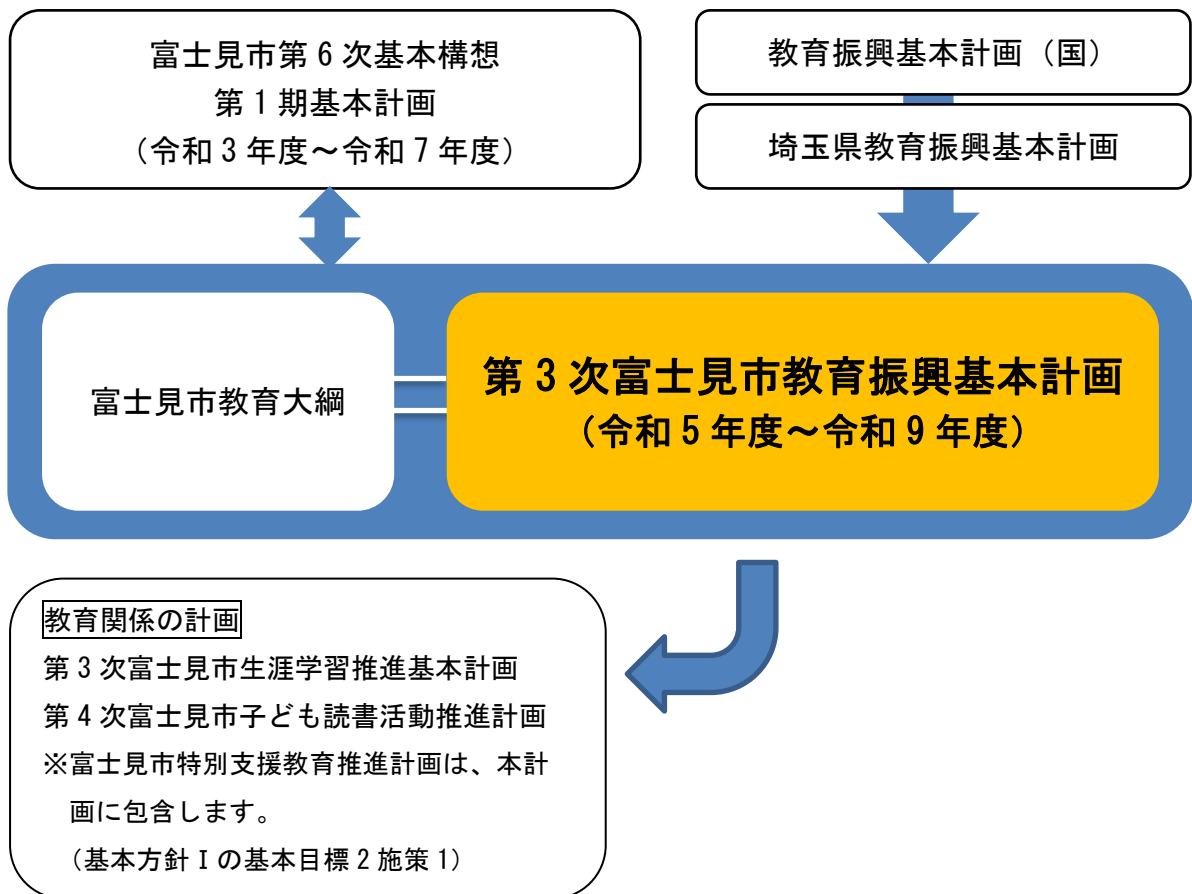 富士見市第6次基本構想
第1期基本計画
（令和3年度～令和7年度）
教育振興基本計画（国）
埼玉県教育振興基本計画
富士見市教育大綱
第3次富士見市教育振興基本計画
（令和5年度～令和9年度）
教育関係の計画
第3次富士見市生涯学習推進基本計画
第4次富士見市子ども読書活動推進計画
※富士見市特別支援教育推進計画は、本計
画に包含します。
（基本方針Ⅰの基本目標2施策1）